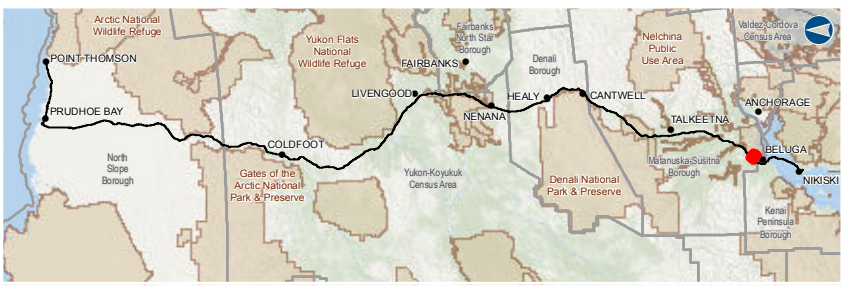 Arctic National
Wildlife Refuge
Yukon Flats
National
Wildlife Refuge
Fairbanks
North Star
Borough
Nelchina
Public
Use Area
Valdez-Cordova
Census Area
POINT THOMSON
FAIRBANKS
Denali
Borough
PRUDHOE BAY
LIVENGOOD
NENANA
HEALY
CANTWELL
TALKEETNA
ANCHORAGE
COLDFOOT
BELUGA
NIKISKI
North
Slope
Borough
Gates of the
Arctic National
Park & Preserve
Yukon-Koyukuk
Census Area
Denali National
Park & Preserve
Matanuska-Susitna
Borough
Kenai
Peninsula
Borough